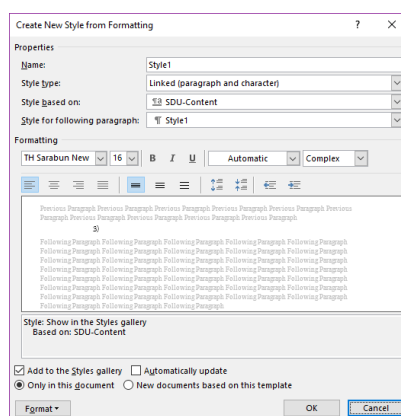 Create New Style from Formatting ? ×
Properties
Name: Style1
Style type: Linked (paragraph and character)
Style based on: ¶a SDU-Content
Style for following paragraph: ¶ Style1
Formatting
TH Sarabun New 16 B I U Automatic Complex
Previous Paragraph Previous Paragraph Previous Paragraph Previous Paragraph Previous
Paragraph Previous Paragraph Previous Paragraph Previous Paragraph Previous Paragraph
Following Paragraph Following Paragraph Following Paragraph Following Paragraph
Following Paragraph Following Paragraph Following Paragraph Following Paragraph
Following Paragraph Following Paragraph Following Paragraph Following Paragraph
Following Paragraph Following Paragraph Following Paragraph Following Paragraph
Following Paragraph Following Paragraph Following Paragraph Following Paragraph
Following Paragraph Following Paragraph Following Paragraph Following Paragraph
Following Paragraph Following Paragraph Following Paragraph Following Paragraph
Following Paragraph Following Paragraph Following Paragraph
Style: Show in the Styles gallery
Based on: SDU-Content
Add to the Styles gallery Automatically update
Only in this document New documents based on this template
Format OK Cancel